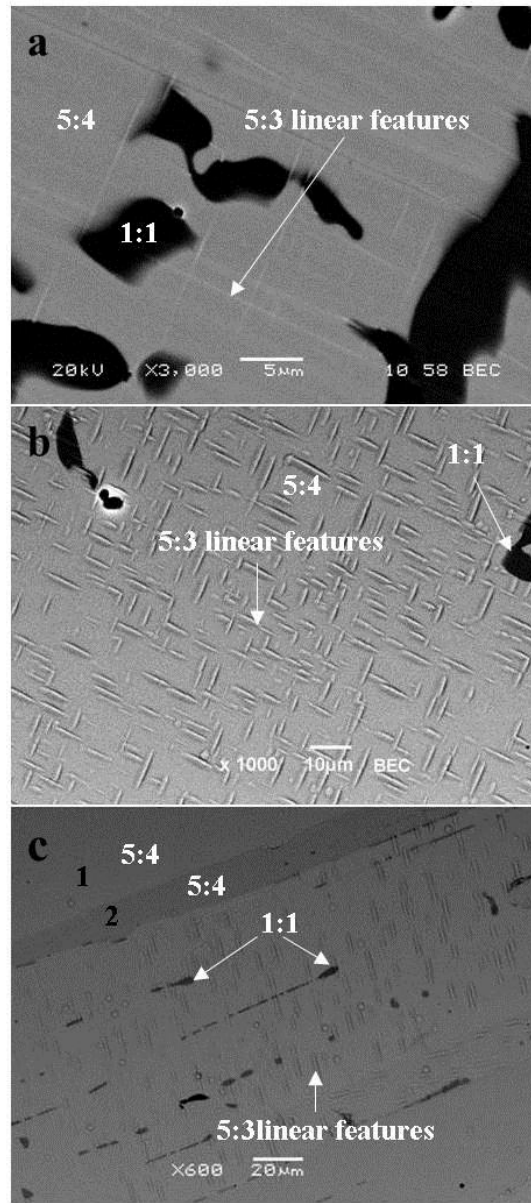 a
5:4
5:3 linear features
1:1
20kV X3,000 5µm 10 58 BEC
b
1:1
5:4
5:3 linear features
x 1000 10µm BEC
c
5:4
1
5:4
2
1:1
5:3linear features
X600 20µm